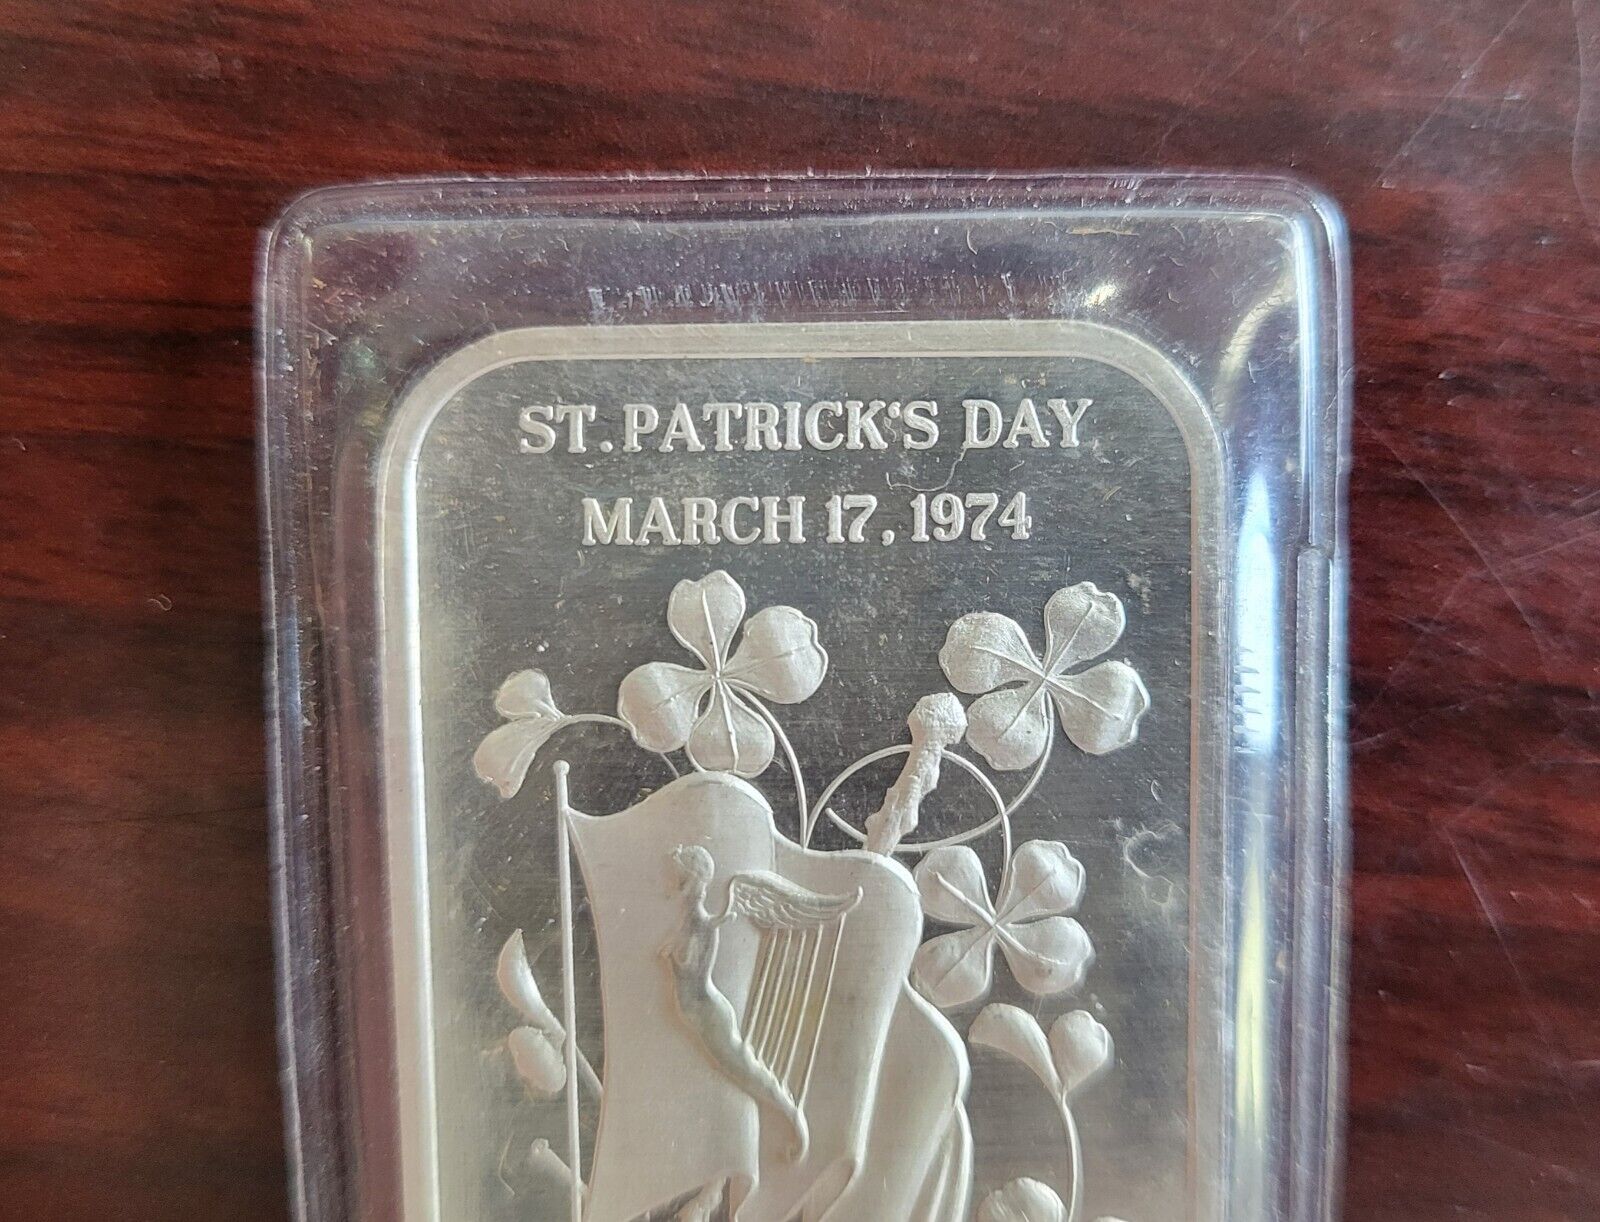 ST. PATRICK'S DAY
MARCH 17, 1974